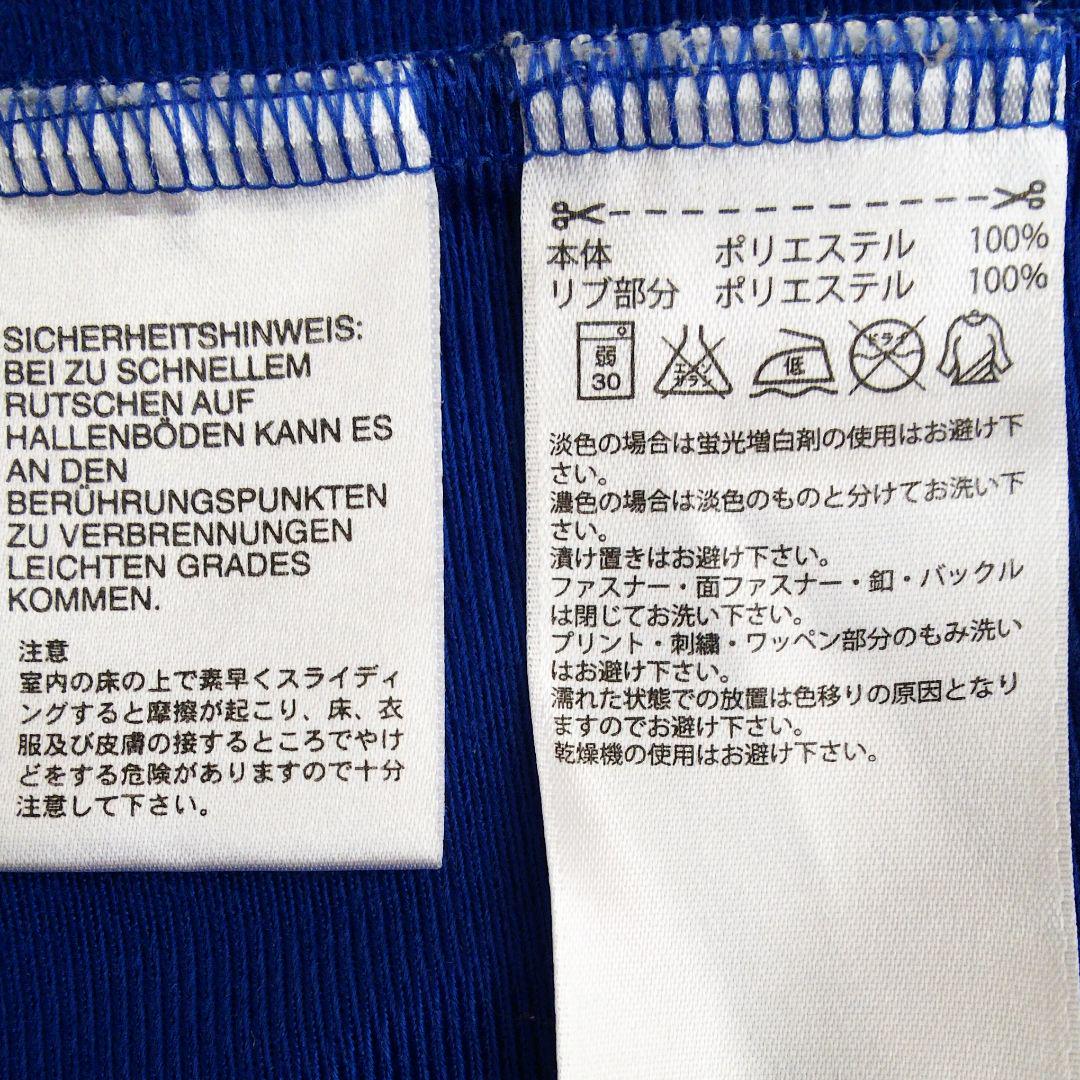 SICHERHEITSHINWEIS:
BEI ZU SCHNELLEM
RUTSCHEN AUF
HALLENBÖDEN KANN ES
AN DEN
BERÜHRUNGSPUNKTEN
ZU VERBRENNUNGEN
LEICHTEN GRADES
KOMMEN.
注意
室内の床の上で素早くスライディ
ングすると摩擦が起こり、床、衣
服及び皮膚の接するところでやけ
どをする危険がありますので十分
注意して下さい。
本体 ポリエステル 100%
リブ部分 ポリエステル 100%
弱
30
エンソ
サラシ
低
ドライ
淡色の場合は蛍光増白剤の使用はお避け下
さい。
濃色の場合は淡色のものと分けてお洗い下
さい。
漬け置きはお避け下さい。
ファスナー・面ファスナー・釦・バックル
は閉じてお洗い下さい。
プリント・刺繍・ワッペン部分のもみ洗い
はお避け下さい。
濡れた状態での放置は色移りの原因となり
ますのでお避け下さい。
乾燥機の使用はお避け下さい。